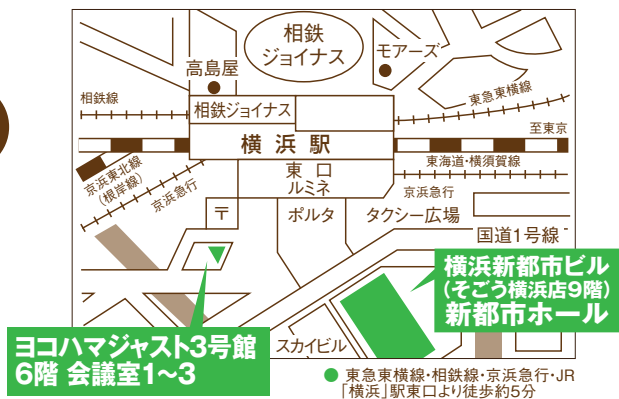 相鉄
ジョイナス
モアーズ
高島屋
相鉄線
東急東横線
相鉄ジョイナス
至東京
横浜駅
東海道・横須賀線
京浜東北線
(根岸線)
京浜急行
東口
ルミネ
京浜急行
〒
ポルタ
タクシー広場
国道1号線
横浜新都市ビル
(そごう横浜店9階)
新都市ホール
ヨコハマジャスト3号館
6階 会議室1~3
スカイビル
● 東急東横線・相鉄線・京浜急行・JR
「横浜」駅東口より徒歩約5分